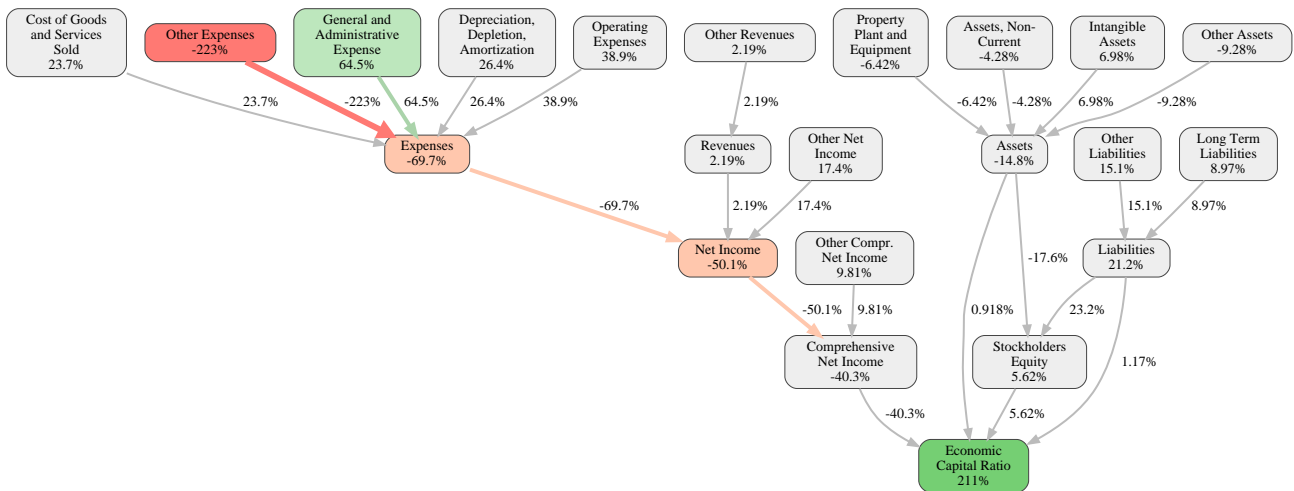 Cost of Goods
and Services
Sold
23.7%
Other Expenses
-223%
General and
Administrative
Expense
64.5%
Depreciation,
Depletion,
Amortization
26.4%
Operating
Expenses
38.9%
Other Revenues
2.19%
Property
Plant and
Equipment
-6.42%
Assets, Non-
Current
-4.28%
Intangible
Assets
6.98%
Other Assets
-9.28%
23.7%
-223%
64.5%
26.4%
38.9%
2.19%
-6.42%
-4.28%
6.98%
-9.28%
Expenses
-69.7%
Revenues
2.19%
Other Net
Income
17.4%
Assets
-14.8%
Other
Liabilities
15.1%
Long Term
Liabilities
8.97%
-69.7%
2.19%
17.4%
15.1%
8.97%
Net Income
-50.1%
Other Compr.
Net Income
9.81%
-17.6%
Liabilities
21.2%
-50.1%
9.81%
0.918%
23.2%
Comprehensive
Net Income
-40.3%
Stockholders
Equity
5.62%
1.17%
-40.3%
5.62%
Economic
Capital Ratio
211%